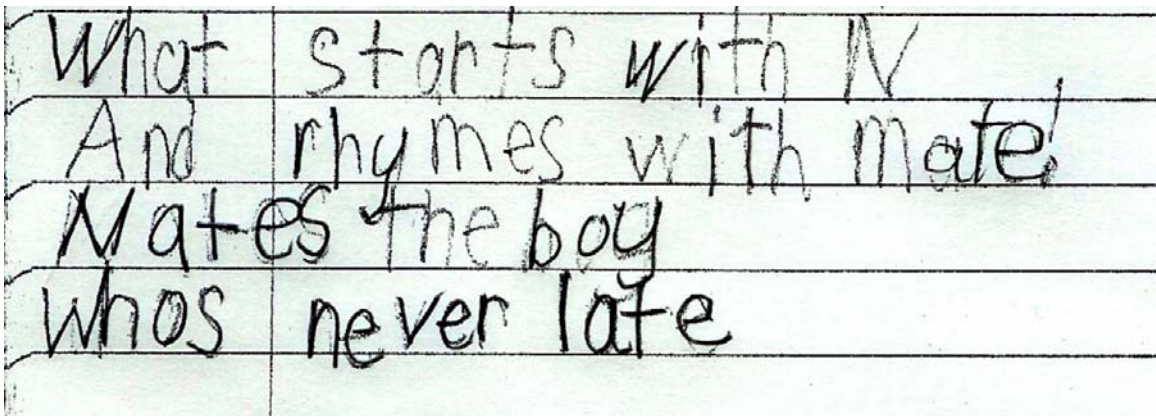 What starts with N
And rhymes with mate!
Nates the boy
whos never late